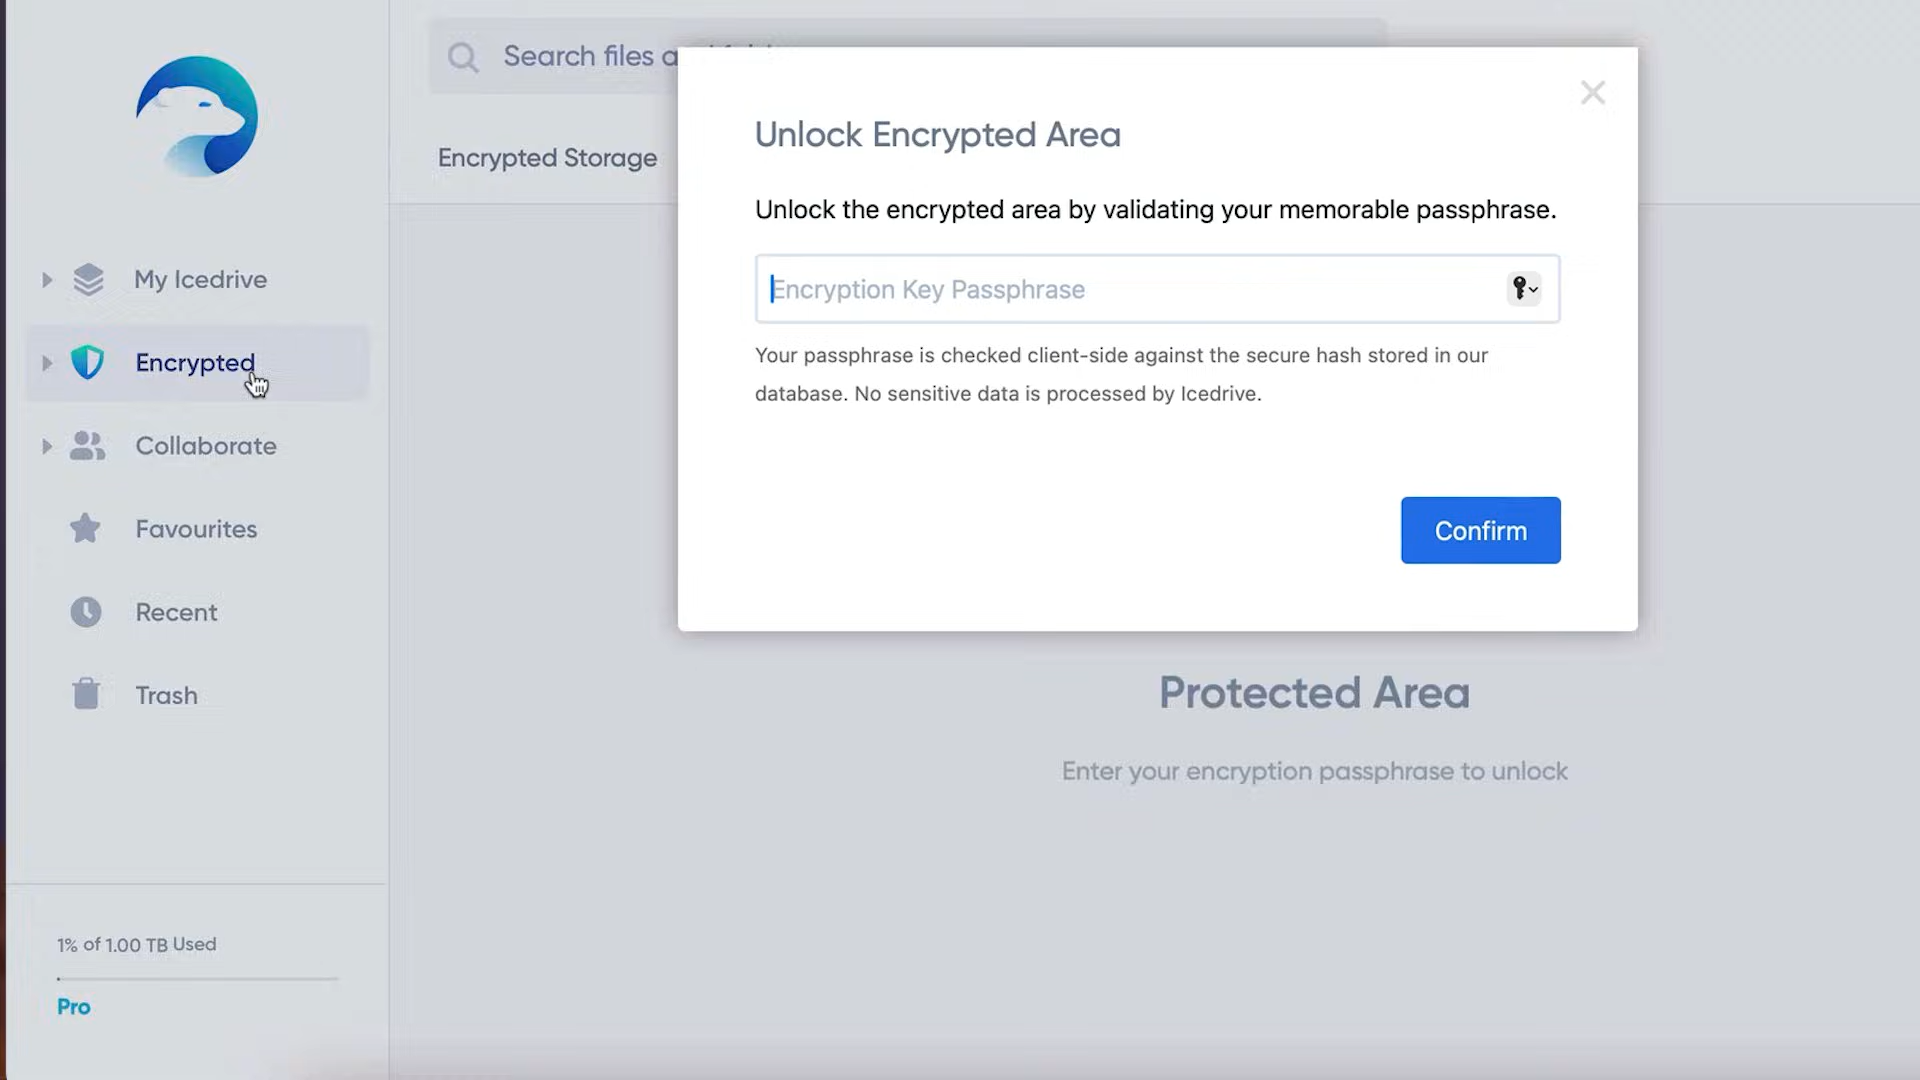 Search files a
Encrypted Storage
My Icedrive
Encrypted
Collaborate
Favourites
Recent
Trash
1% of 1.00 TB Used
Pro
Unlock Encrypted Area
Unlock the encrypted area by validating your memorable passphrase.
Encryption Key Passphrase
Your passphrase is checked client-side against the secure hash stored in our
database. No sensitive data is processed by Icedrive.
Confirm
Protected Area
Enter your encryption passphrase to unlock